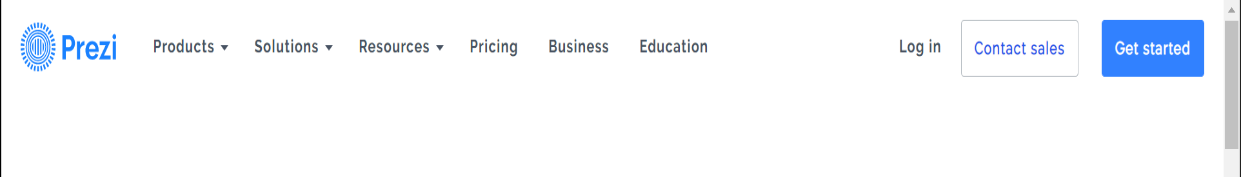 Prezi Products Solutions Resources Pricing Business Education Log in Contact sales Get started